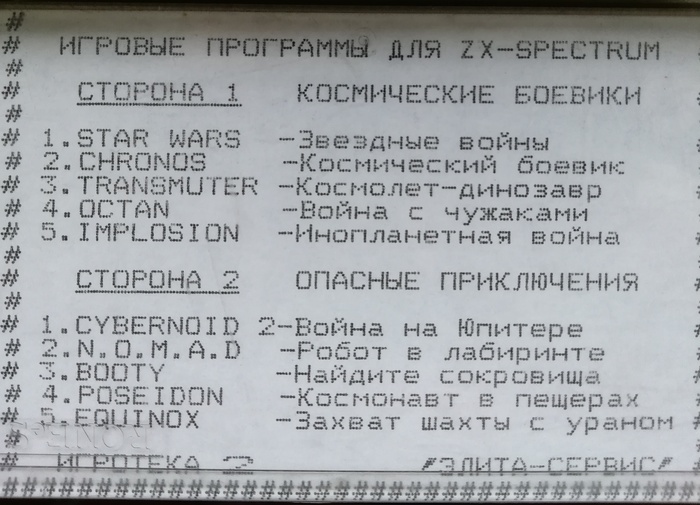 ИГРОВЫЕ ПРОГРАММЫ ДЛЯ ZX-SPECTRUM
СТОРОНА 1 КОСМИЧЕСКИЕ БОЕВИКИ
1.STAR WARS -Звездные войны
2.CHRONOS -Космический боевик
3.TRANSMUTER -Космолет-динозавр
4.OCTAN -Война с чужаками
5.IMPLOSION -Инопланетная война
СТОРОНА 2 ОПАСНЫЕ ПРИКЛЮЧЕНИЯ
1.CYBERNOID 2-Война на Юпитере
2.N.O.M.A.D -Робот в лабиринте
3.BOOTY -Найдите сокровища
4.POSEIDON -Космонавт в пещерах
5.EQUINOX -Захват шахты с ураном
ИГРОТЕКА 2 "ЭЛИТА-СЕРВИС"